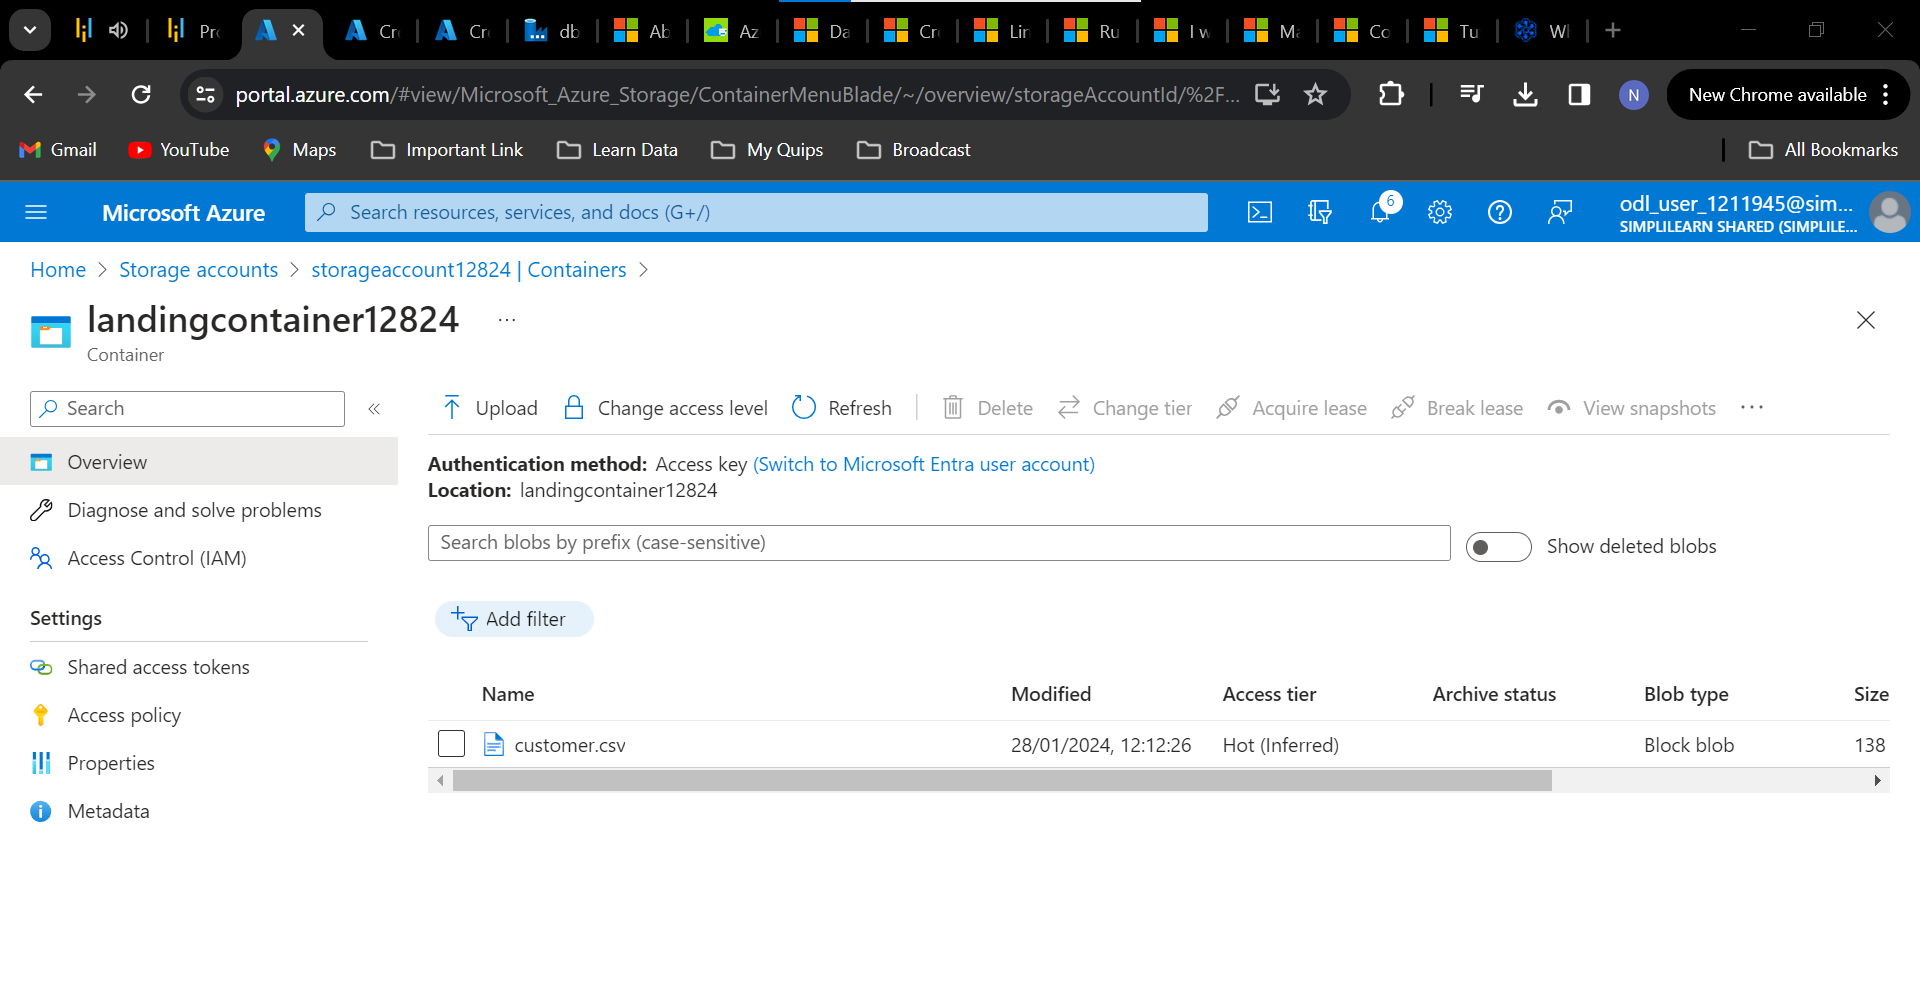 Pro
Cr
Cr
db
Ab
Az
Da
Cr
Lin
Ru
I w
Ma
Co
Tu
Wh
portal.azure.com/#view/Microsoft_Azure_Storage/ContainerMenuBlade/~/overview/storageAccountId/%2F...
N
New Chrome available
Gmail
YouTube
Maps
Important Link
Learn Data
My Quips
Broadcast
All Bookmarks
Microsoft Azure
Search resources, services, and docs (G+/)
6
odl_user_1211945@sim...
SIMPLILEARN SHARED (SIMPLILE...
Home > Storage accounts > storageaccount12824 | Containers >
landingcontainer12824 ...
Container
Search
Overview
Diagnose and solve problems
Access Control (IAM)
Settings
Shared access tokens
Access policy
Properties
Metadata
Upload Change access level Refresh Delete Change tier Acquire lease Break lease View snapshots ...
Authentication method: Access key (Switch to Microsoft Entra user account)
Location: landingcontainer12824
Search blobs by prefix (case-sensitive)
Show deleted blobs
Add filter
Name Modified Access tier Archive status Blob type Size
customer.csv 28/01/2024, 12:12:26 Hot (Inferred) Block blob 138